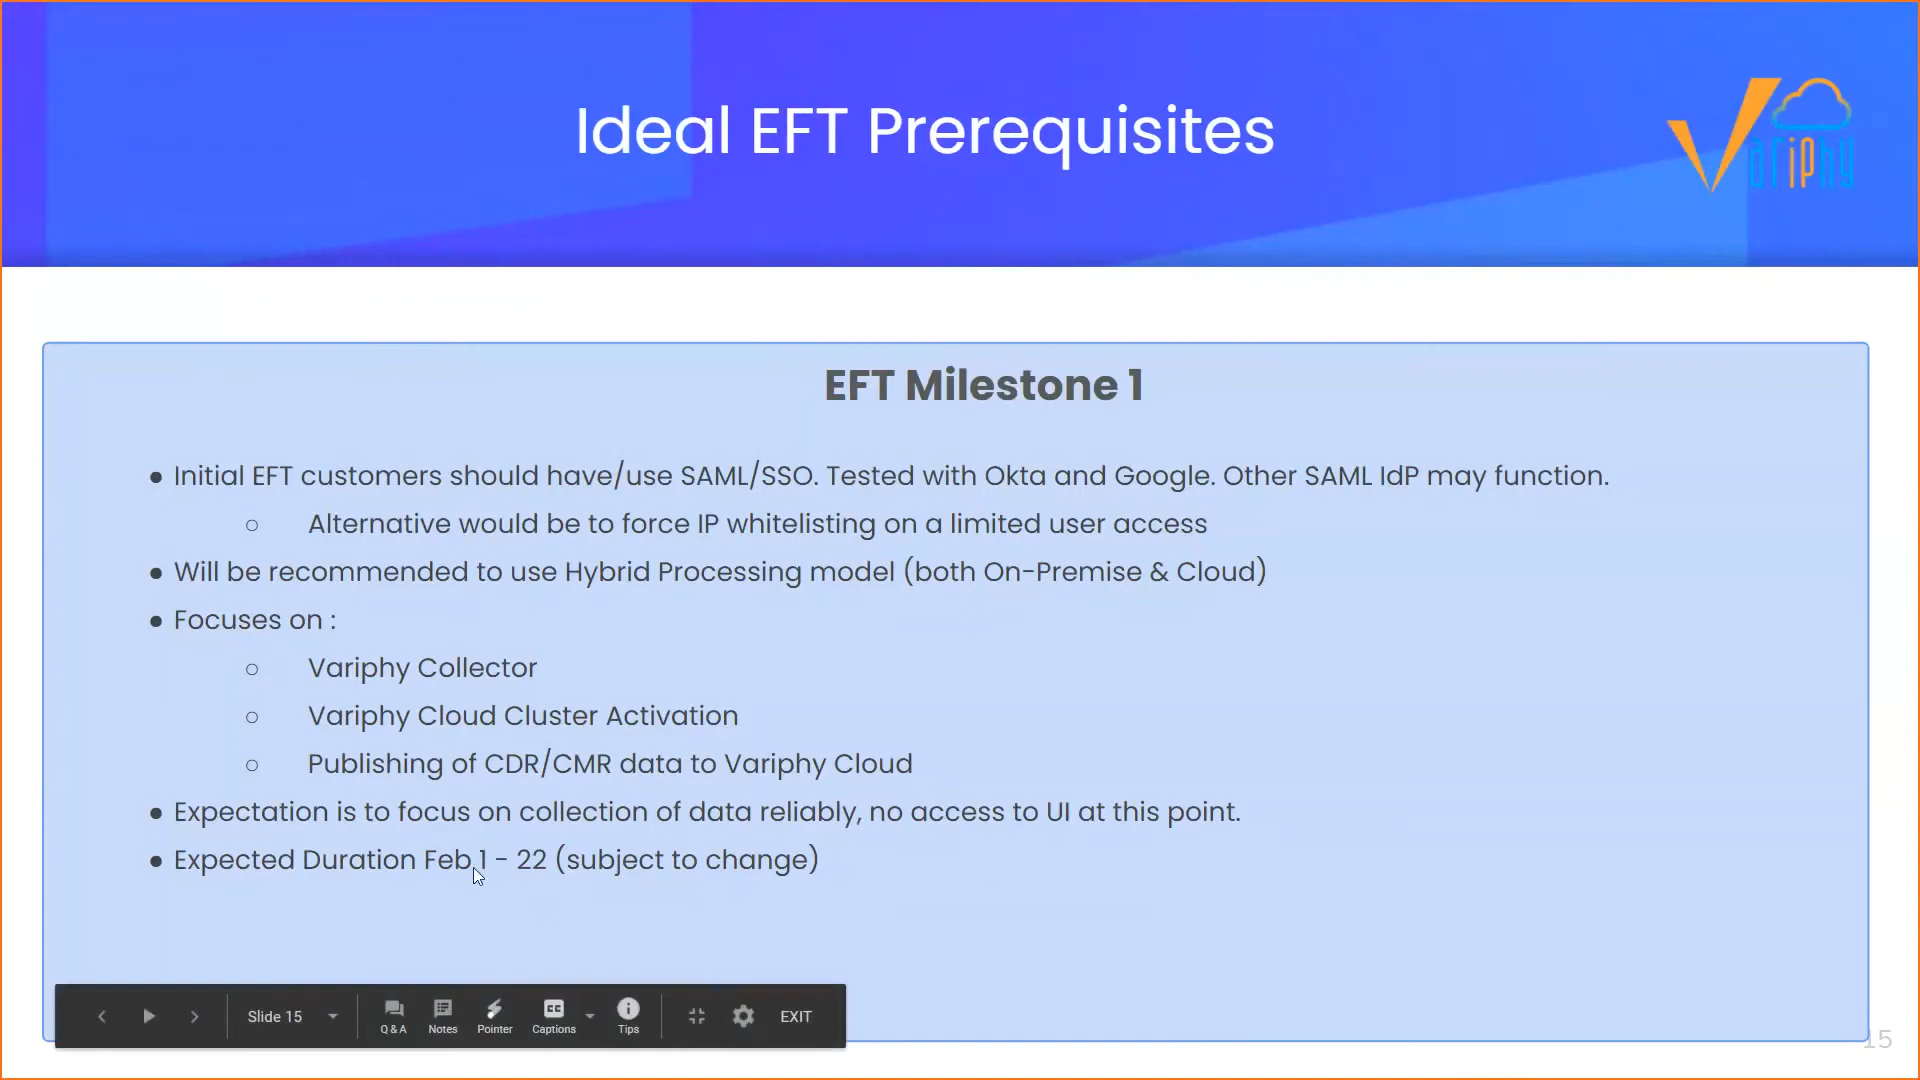 Ideal EFT Prerequisites
Variphy
EFT Milestone 1
● Initial EFT customers should have/use SAML/SSO. Tested with Okta and Google. Other SAML IdP may function.
○ Alternative would be to force IP whitelisting on a limited user access
● Will be recommended to use Hybrid Processing model (both On-Premise & Cloud)
● Focuses on :
○ Variphy Collector
○ Variphy Cloud Cluster Activation
○ Publishing of CDR/CMR data to Variphy Cloud
● Expectation is to focus on collection of data reliably, no access to UI at this point.
● Expected Duration Feb 1 - 22 (subject to change)
Slide 15
Q & A
Notes
Pointer
CC
Captions
Tips
EXIT
15